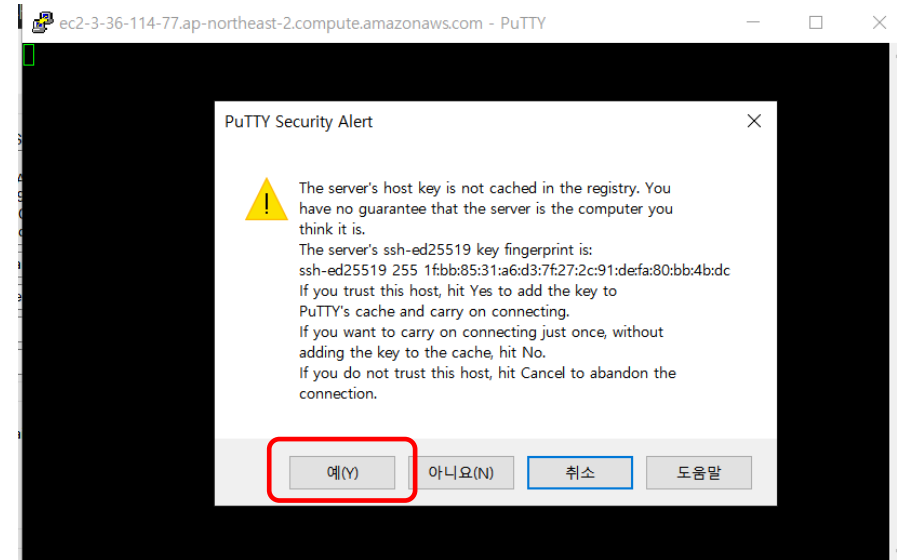 ec2-3-36-114-77.ap-northeast-2.compute.amazonaws.com - PuTTY
PuTTY Security Alert
The server's host key is not cached in the registry. You
have no guarantee that the server is the computer you
think it is.
The server's ssh-ed25519 key fingerprint is:
ssh-ed25519 255 1f:bb:85:31:a6:d3:7f:27:2c:91:de:fa:80:bb:4b:dc
If you trust this host, hit Yes to add the key to
PuTTY's cache and carry on connecting.
If you want to carry on connecting just once, without
adding the key to the cache, hit No.
If you do not trust this host, hit Cancel to abandon the
connection.
예(Y) 아니요(N) 취소 도움말